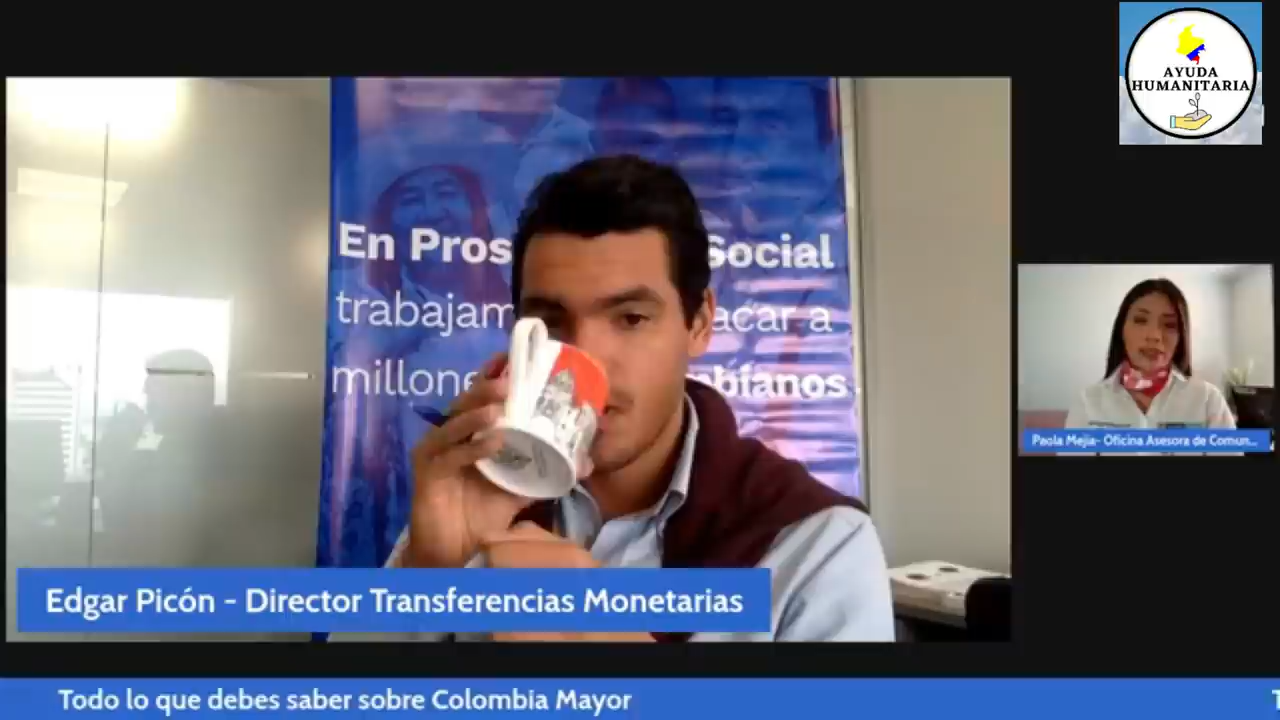 AYUDA
HUMANITARIA
En Pros Social
trabajam acar a
millone bianos
Paola Mejia- Oficina Asesora de Comun...
Edgar Picón - Director Transferencias Monetarias
Todo lo que debes saber sobre Colombia Mayor